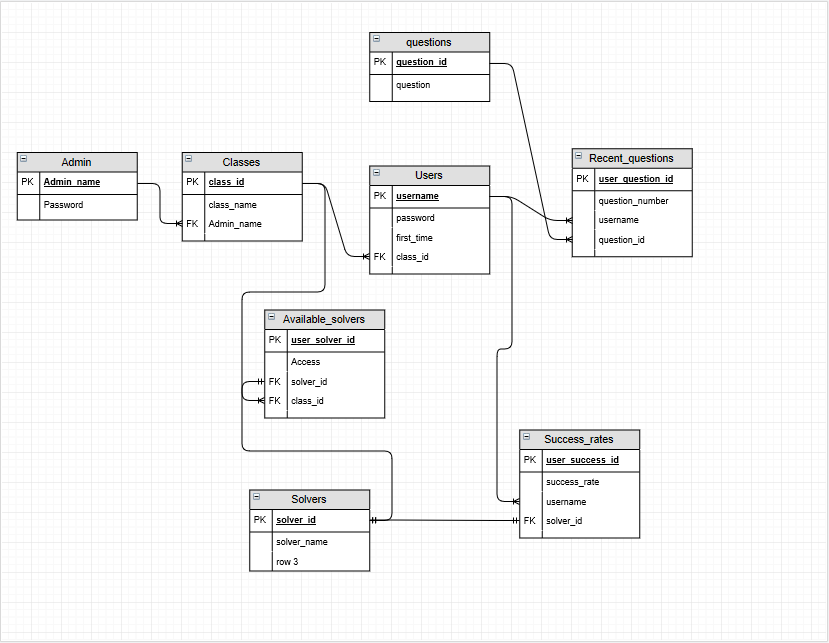 questions
PK question_id
question
Admin
PK Admin_name
Password
Classes
PK class_id
class_name
FK Admin_name
Users
PK username
password
first_time
FK class_id
Recent_questions
PK user_question_id
question_number
username
question_id
Available_solvers
PK user_solver_id
Access
FK solver_id
FK class_id
Success_rates
PK user_success_id
success_rate
username
FK solver_id
Solvers
PK solver_id
solver_name
row 3